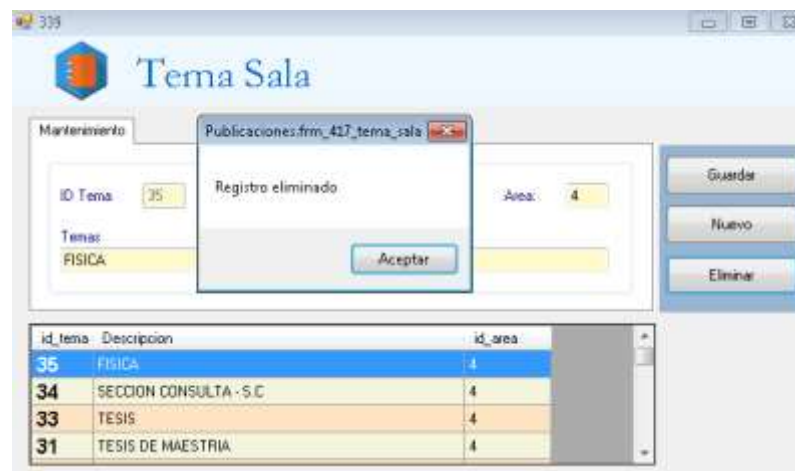 339
Tema Sala
Mantenimiento
Publicaciones.frm_417_tema_sala
Registro eliminado
Aceptar
ID Tema 35
Area: 4
Temas
FISICA
Guardar
Nuevo
Eliminar
id_tema Descripcion id_area
35 FISICA 4
34 SECCION CONSULTA - S.C 4
33 TESIS 4
31 TESIS DE MAESTRIA 4